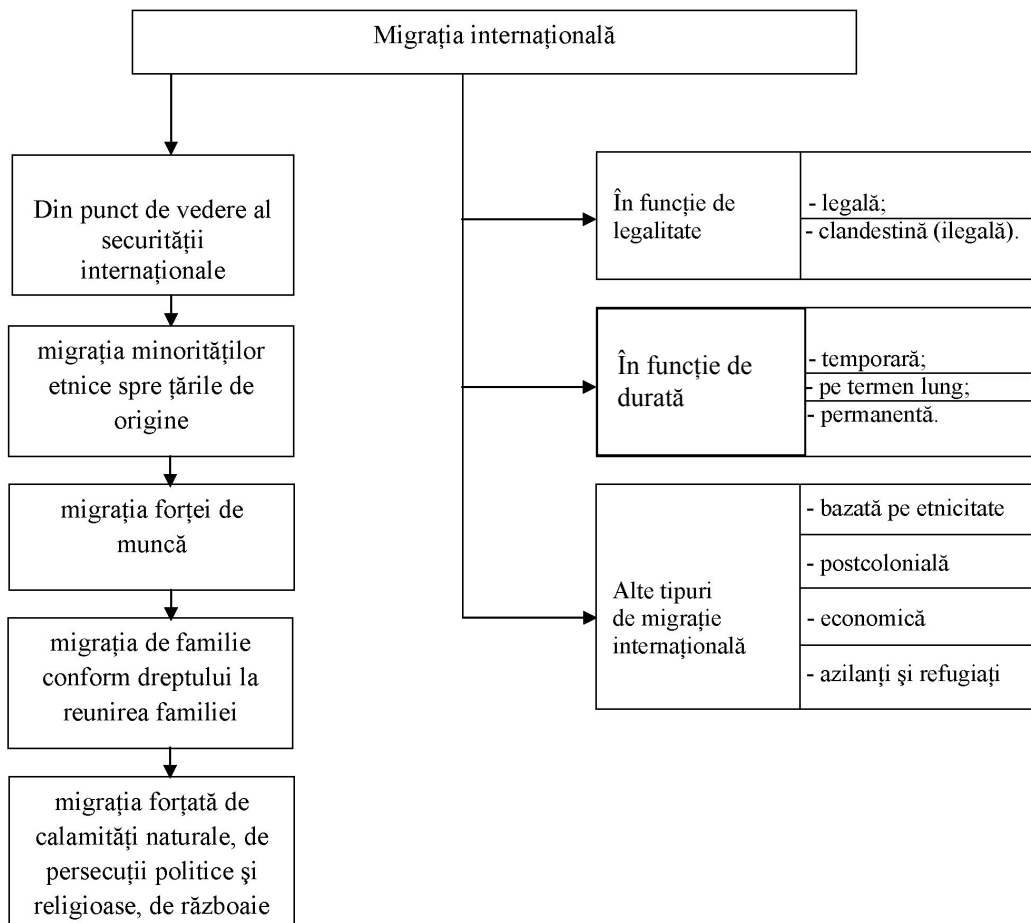 Migrația internațională
Din punct de vedere al
securității
internaționale
migrația minorităților
etnice spre țările de
origine
migrația forței de
muncă
migrația de familie
conform dreptului la
reunirea familiei
migrația forțată de
calamități naturale, de
persecuții politice şi
religioase, de războaie
În funcție de
legalitate
- legală;
- clandestină (ilegală).
În funcție de
durată
- temporară;
- pe termen lung;
- permanentă.
Alte tipuri
de migrație
internațională
- bazată pe etnicitate
- postcolonială
- economică
- azilanți şi refugiați